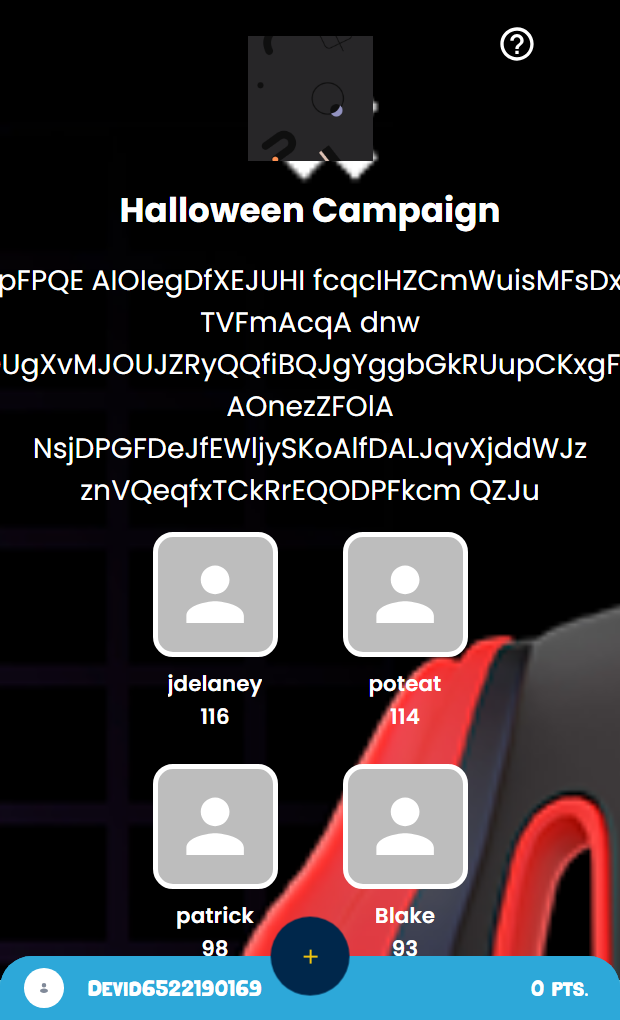 Halloween Campaign
pFPQE AIOIegDfXEJUHI fcqcIHZCmWuisMFsDx
TVFmAcqA dnw
UgXvMJOUJZRyQQfiBQJgYggbGkRUupCKxgF
AOnezZFOlA
NsjDPGFDeJfEWljySKoAlfDALJqvXjddWJz
znVQeqfxTCkRrEQODPFkcm QZJu
jdelaney poteat
116 114
patrick Blake
98 93
+
Devid6522190169 0 pts.